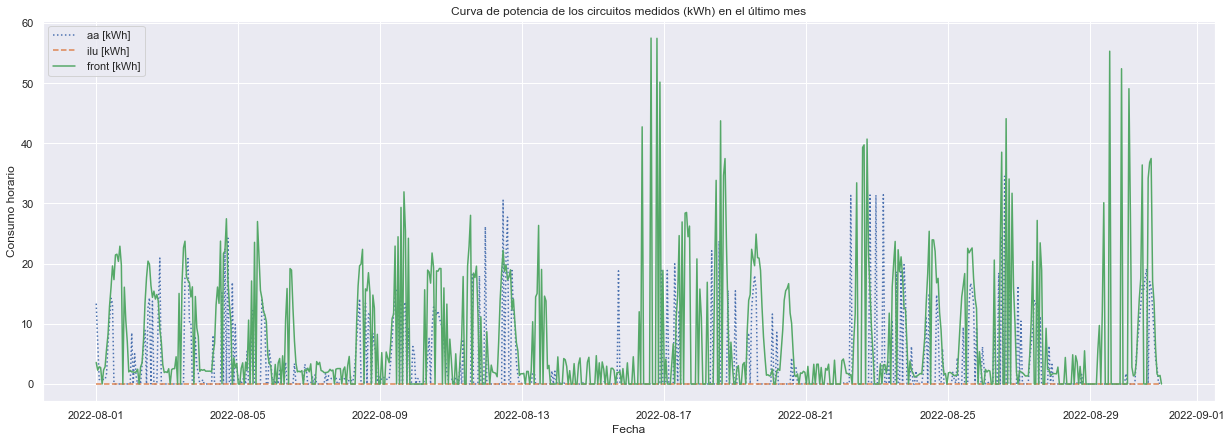 Curva de potencia de los circuitos medidos (kWh) en el último mes
60
50
40
30
20
10
0
Consumo horario
aa [kWh]
ilu [kWh]
front [kWh]
2022-08-01 2022-08-05 2022-08-09 2022-08-13 2022-08-17 2022-08-21 2022-08-25 2022-08-29 2022-09-01
Fecha